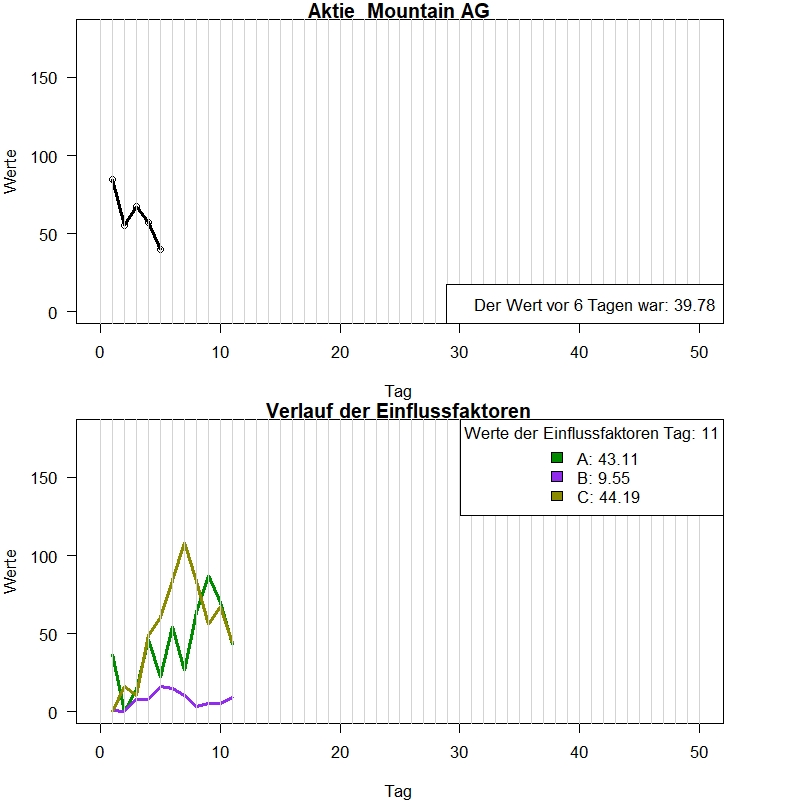 Aktie  Mountain AG
Werte
150
100
50
0
Der Wert vor 6 Tagen war: 39.78
0 10 20 30 40 50
Tag
Verlauf der Einflussfaktoren
Werte
150
100
50
0
Werte der Einflussfaktoren Tag: 11
A: 43.11
B: 9.55
C: 44.19
0 10 20 30 40 50
Tag